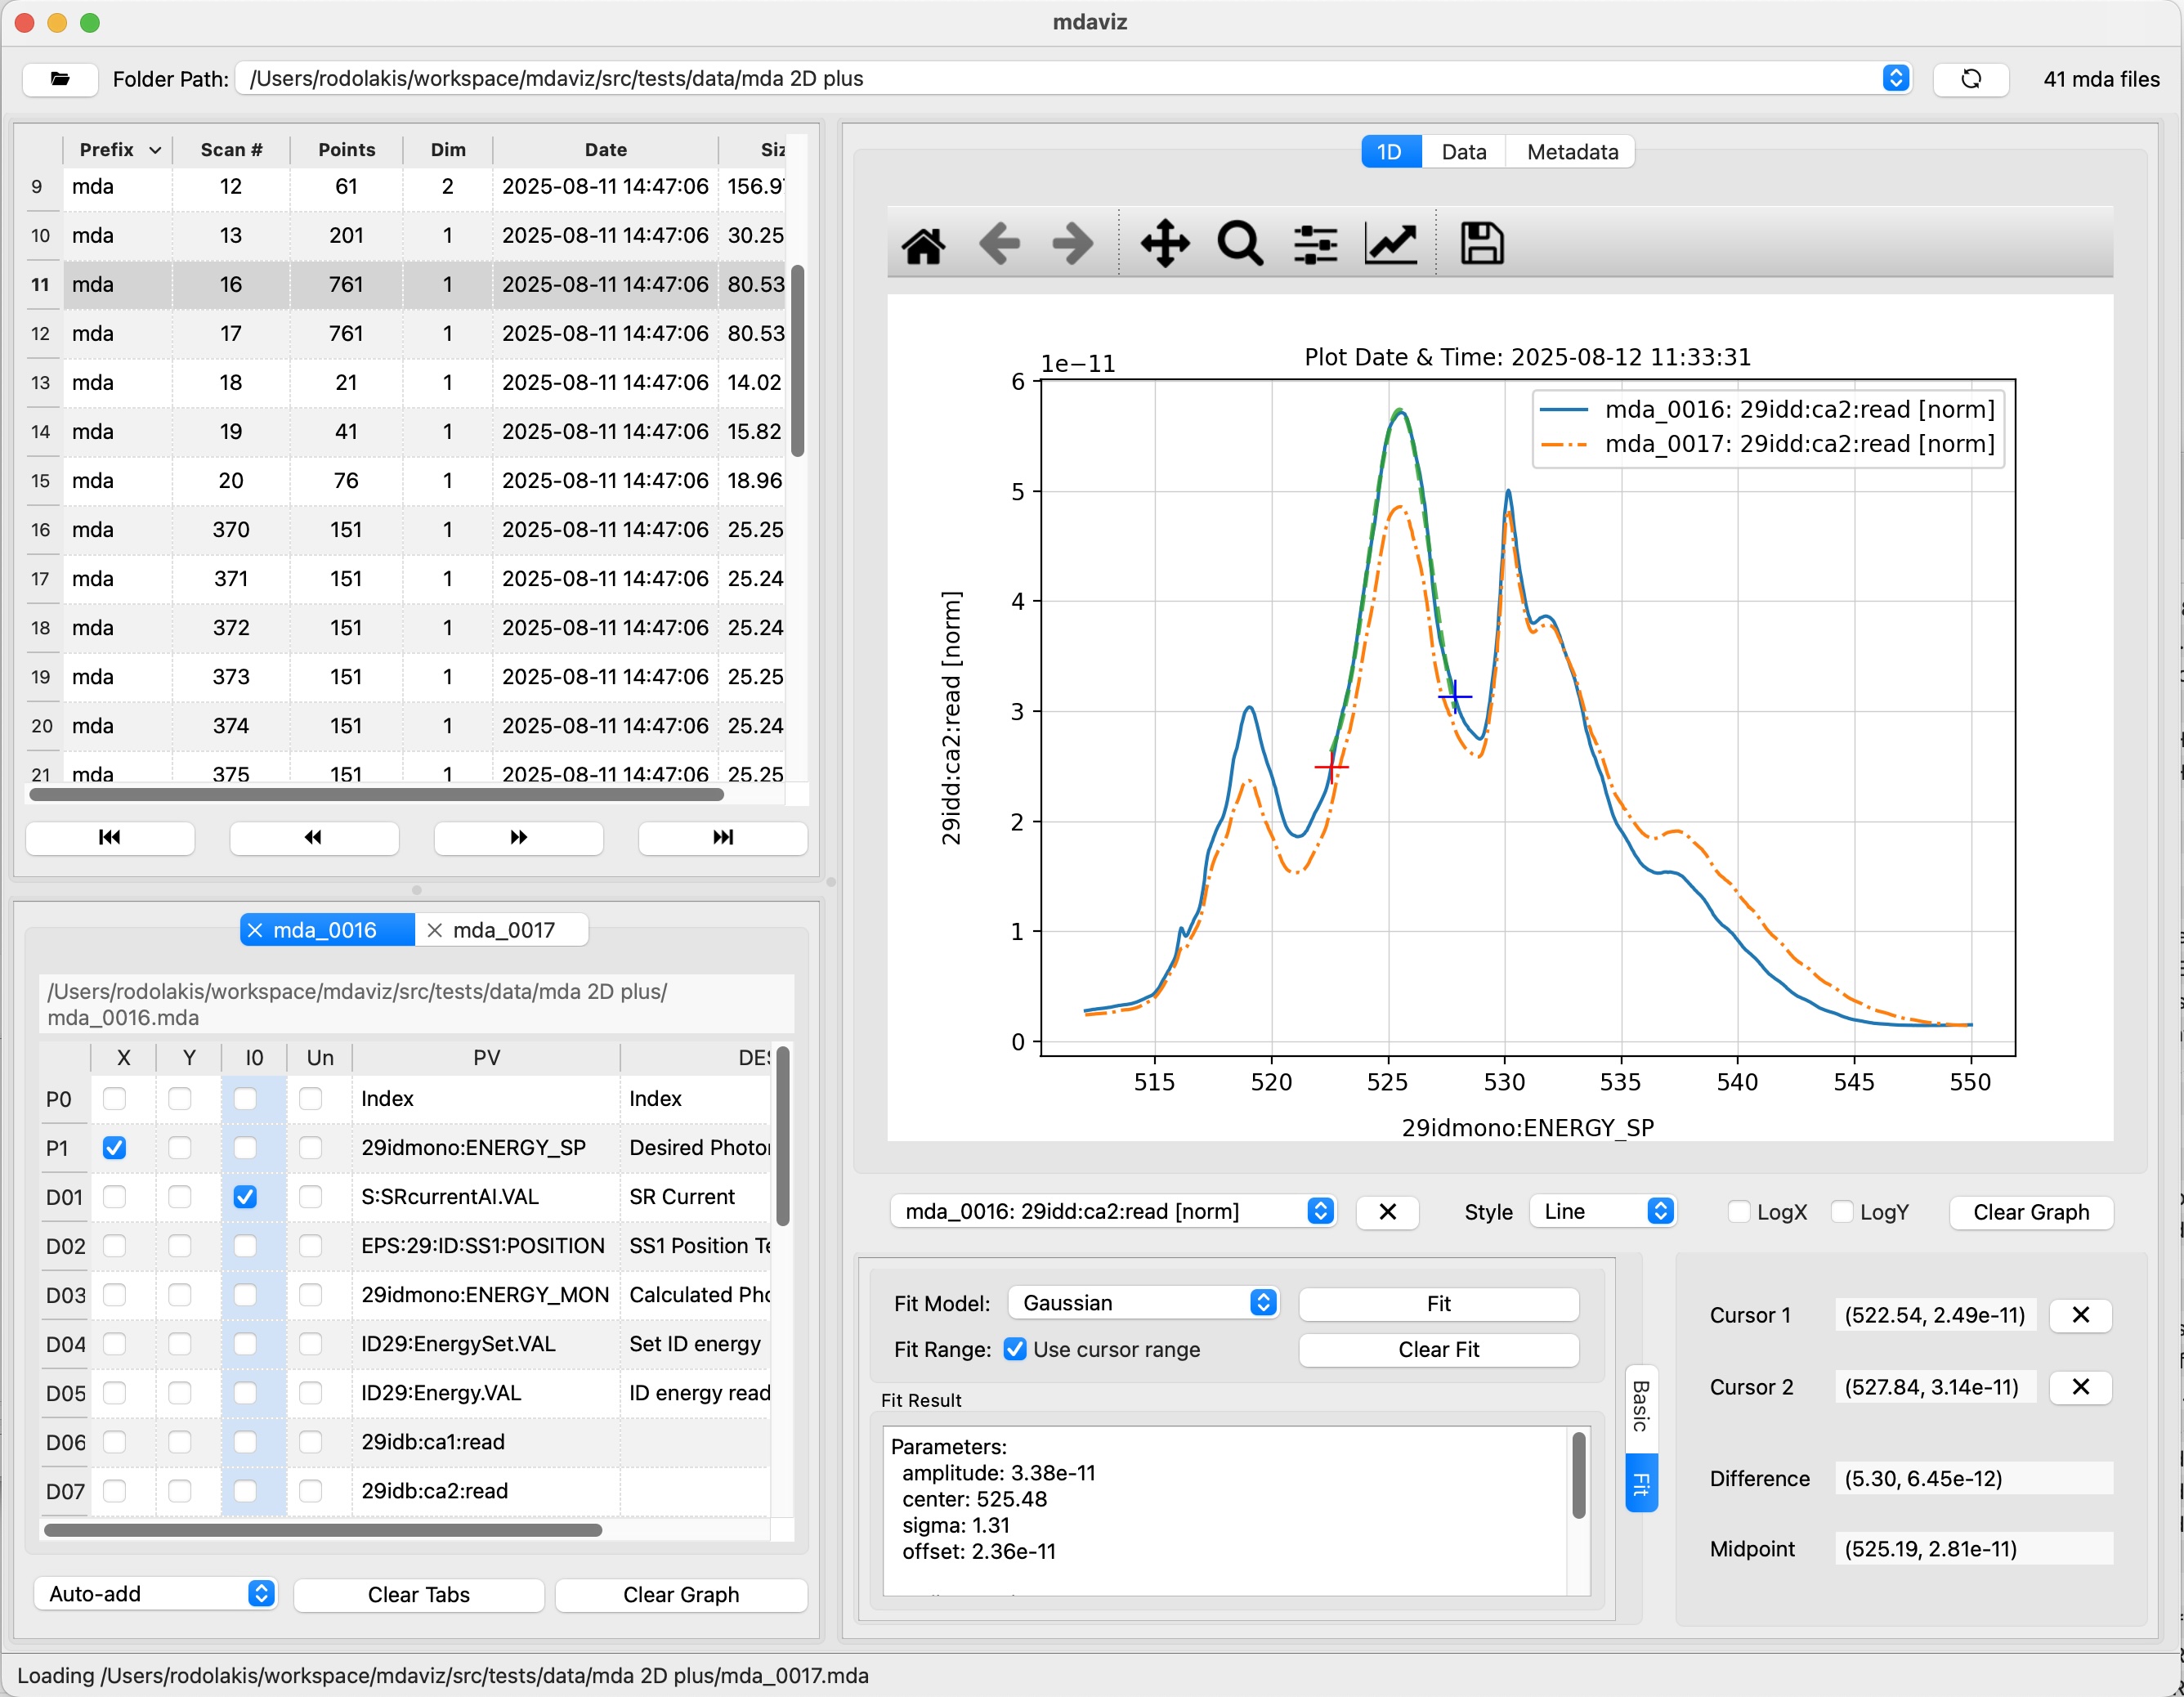 mdaviz
Folder Path: /Users/rodolakis/workspace/mdaviz/src/tests/data/mda 2D plus 41 mda files
Prefix Scan # Points Dim Date Siz
9 mda 12 61 2 2025-08-11 14:47:06 156.9
10 mda 13 201 1 2025-08-11 14:47:06 30.25
11 mda 16 761 1 2025-08-11 14:47:06 80.53
12 mda 17 761 1 2025-08-11 14:47:06 80.53
13 mda 18 21 1 2025-08-11 14:47:06 14.02
14 mda 19 41 1 2025-08-11 14:47:06 15.82
15 mda 20 76 1 2025-08-11 14:47:06 18.96
16 mda 370 151 1 2025-08-11 14:47:06 25.25
17 mda 371 151 1 2025-08-11 14:47:06 25.24
18 mda 372 151 1 2025-08-11 14:47:06 25.24
19 mda 373 151 1 2025-08-11 14:47:06 25.25
20 mda 374 151 1 2025-08-11 14:47:06 25.24
21 mda 375 151 1 2025-08-11 14:47:06 25.25
mda_0016 mda_0017
/Users/rodolakis/workspace/mdaviz/src/tests/data/mda 2D plus/
mda_0016.mda
X Y I0 Un PV DES
P0 Index Index
P1 29idmono:ENERGY_SP Desired Photo
D01 S:SRcurrentAI.VAL SR Current
D02 EPS:29:ID:SS1:POSITION SS1 Position Te
D03 29idmono:ENERGY_MON Calculated Pho
D04 ID29:EnergySet.VAL Set ID energy
D05 ID29:Energy.VAL ID energy read
D06 29idb:ca1:read
D07 29idb:ca2:read
Auto-add Clear Tabs Clear Graph
1D Data Metadata
1e−11
Plot Date & Time: 2025-08-12 11:33:31
mda_0016: 29idd:ca2:read [norm]
mda_0017: 29idd:ca2:read [norm]
6
5
4
3
2
1
0
29idd:ca2:read [norm]
515 520 525 530 535 540 545 550
29idmono:ENERGY_SP
mda_0016: 29idd:ca2:read [norm] Style Line LogX LogY Clear Graph
Fit Model: Gaussian Fit
Fit Range: Use cursor range Clear Fit
Fit Result
Parameters:
amplitude: 3.38e-11
center: 525.48
sigma: 1.31
offset: 2.36e-11
Basic
Fit
Cursor 1 (522.54, 2.49e-11)
Cursor 2 (527.84, 3.14e-11)
Difference (5.30, 6.45e-12)
Midpoint (525.19, 2.81e-11)
Loading /Users/rodolakis/workspace/mdaviz/src/tests/data/mda 2D plus/mda_0017.mda